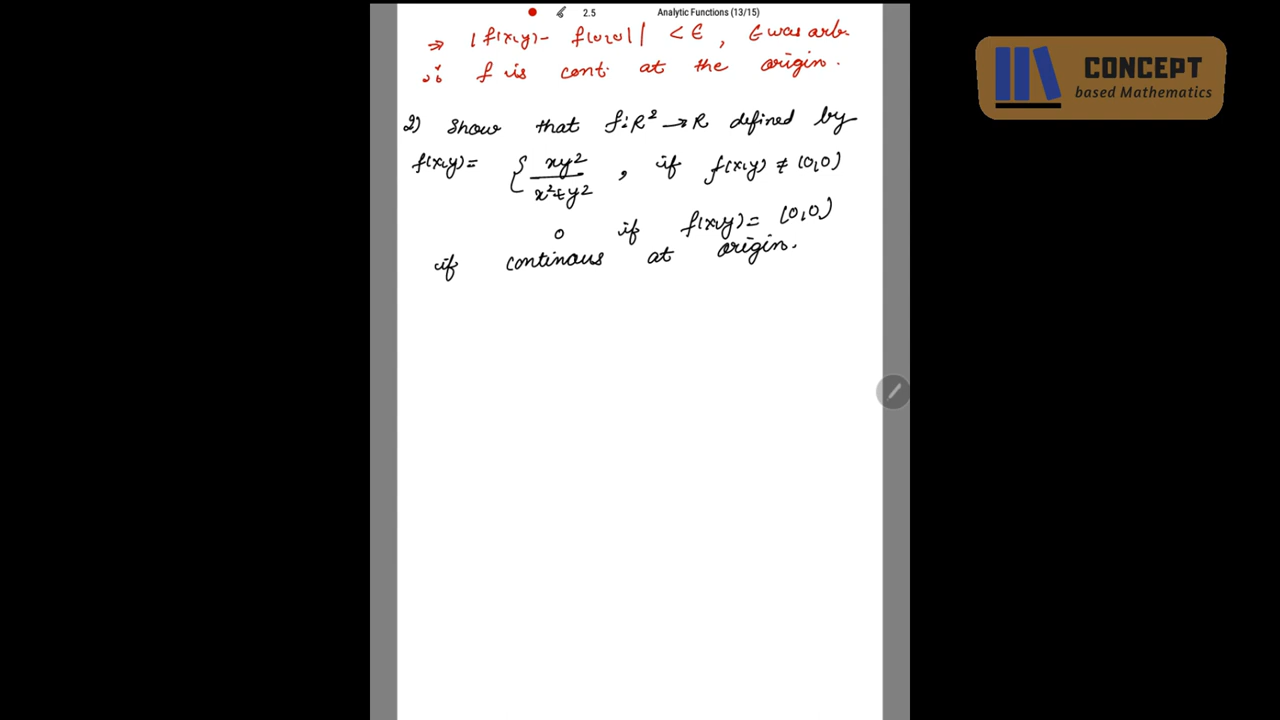 2.5 Analytic Functions (13/15)
⇒ |f(x,y) - f(0,0)| < ε, ε was arb.
∴ f is cont. at the origin.
CONCEPT
based Mathematics
2) Show that f: R² → R defined by
f(x,y) = { xy² / x²+y² , if f(x,y) ≠ (0,0)
0 if f(x,y) = (0,0)
if continous at origin.